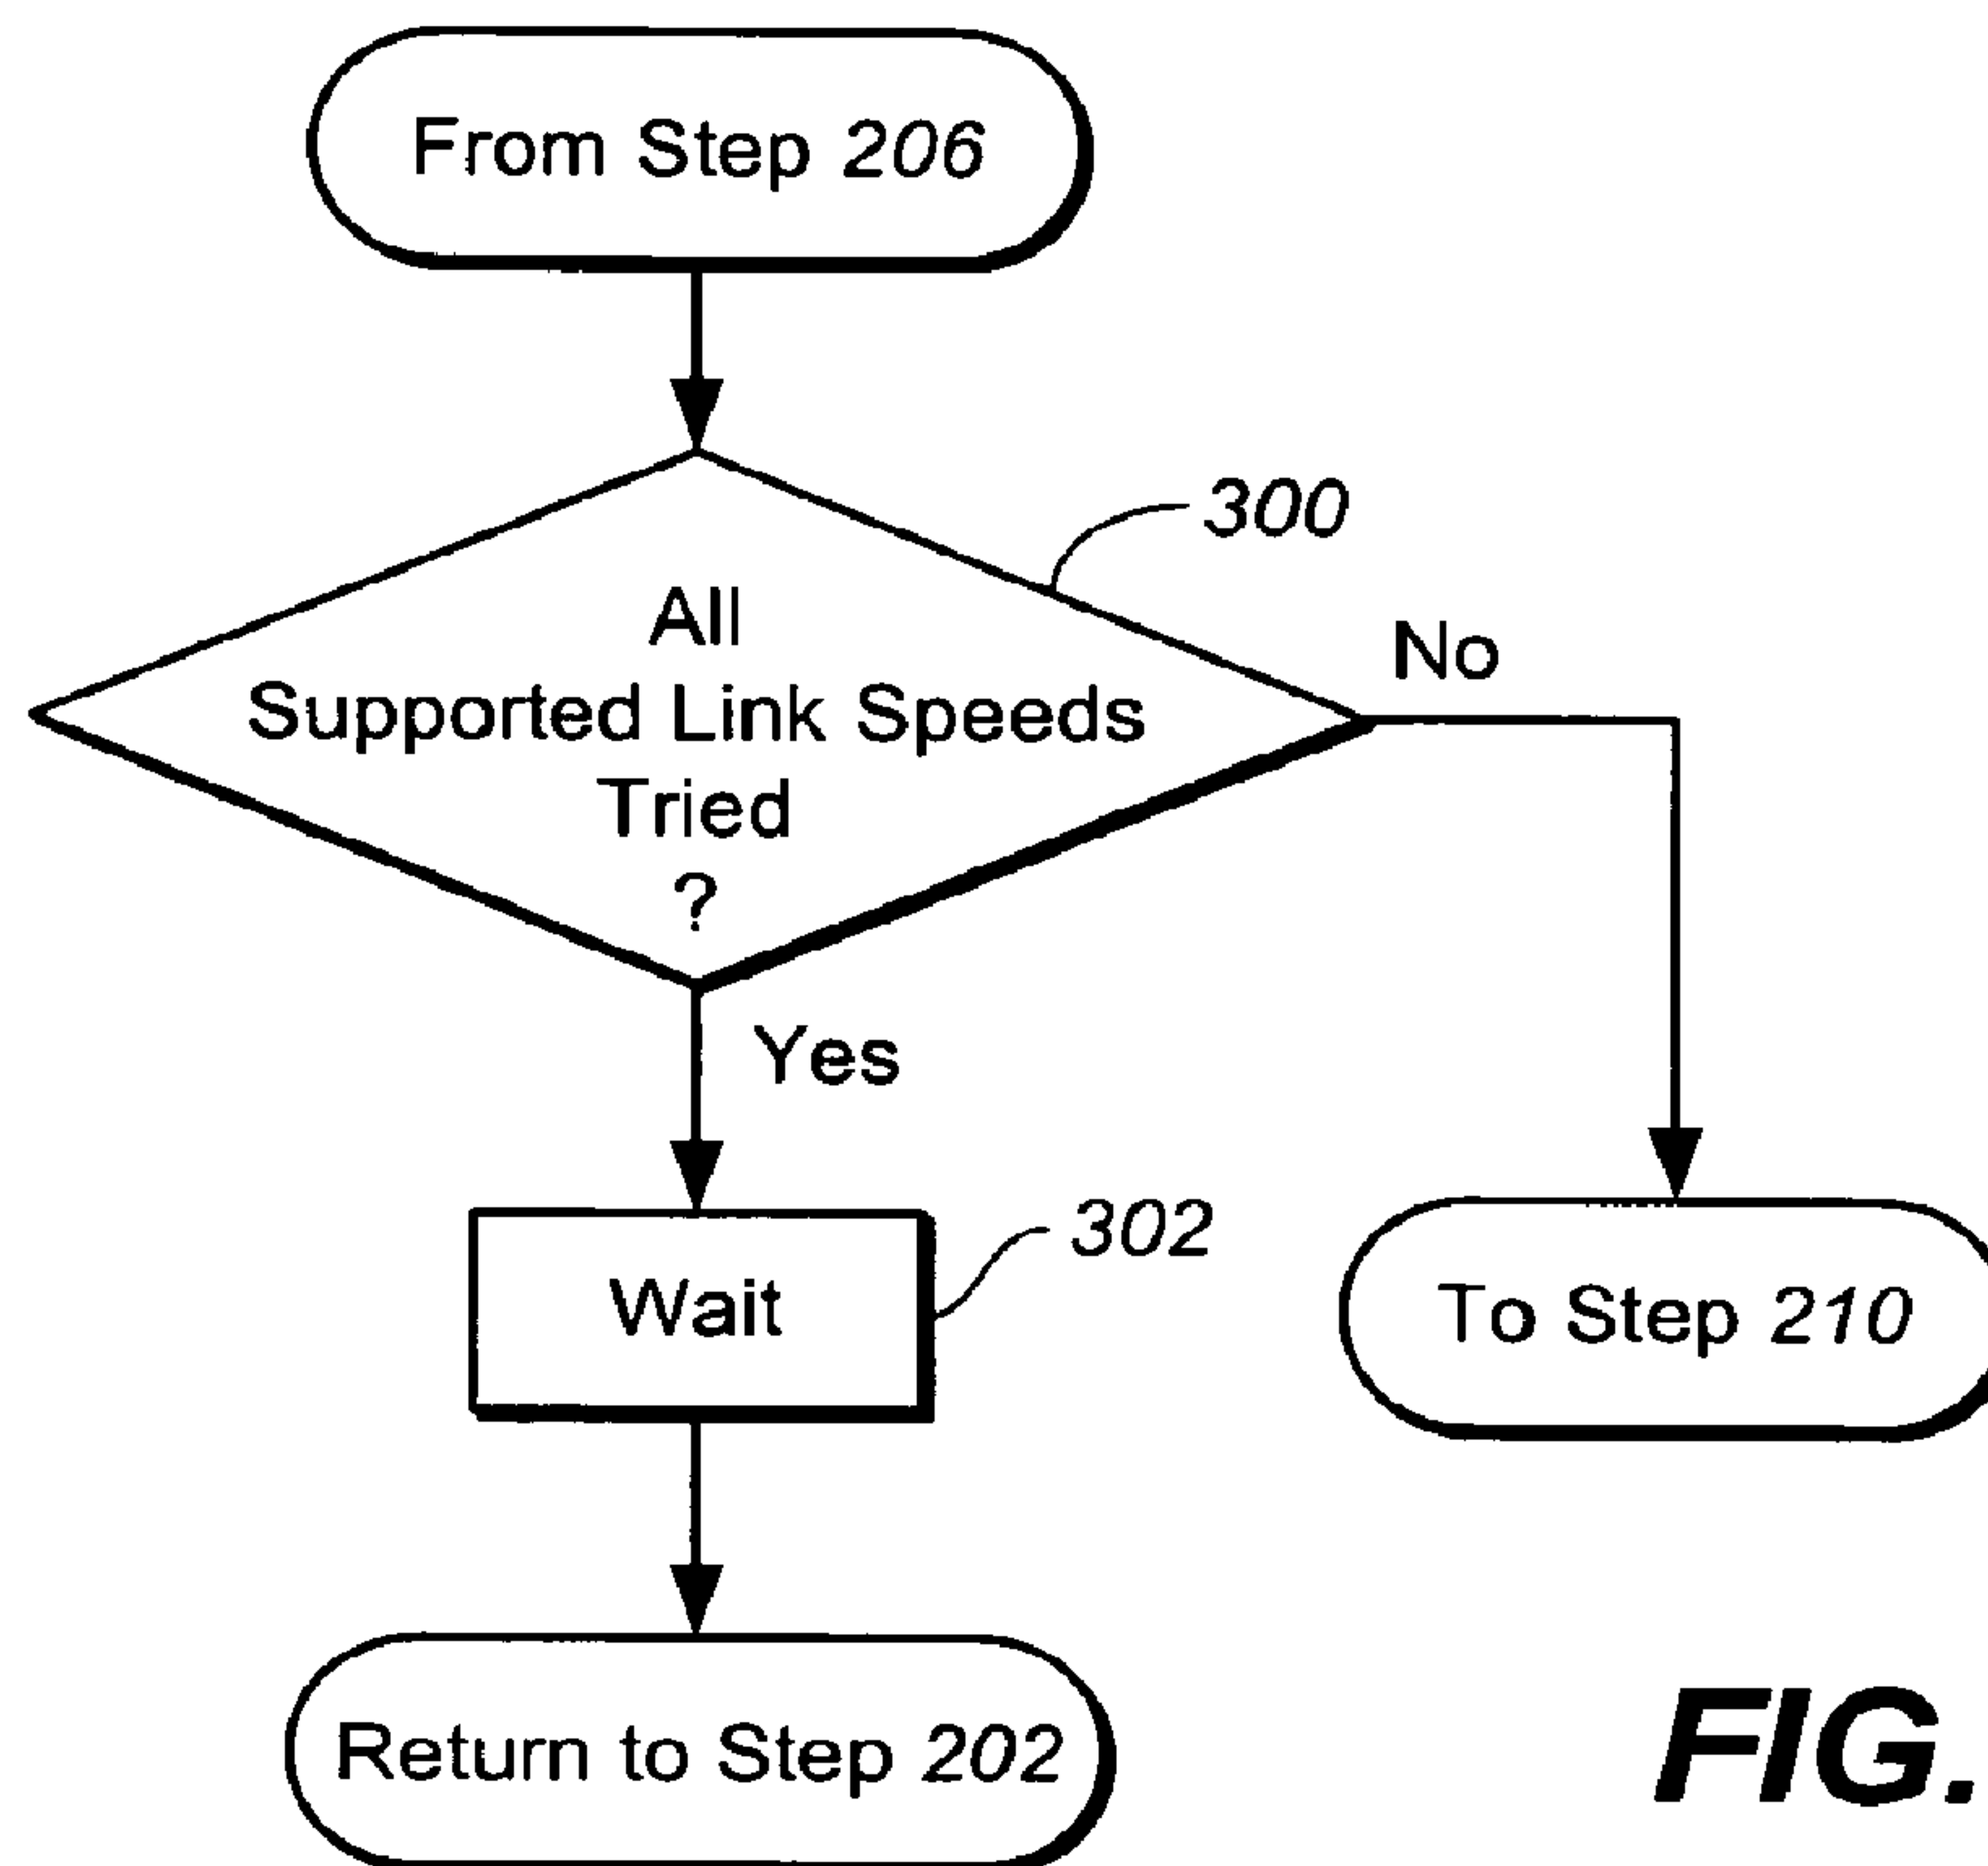 From Step 206
300
All
Supported Link Speeds
Tried
?
No
Yes
302
Wait
To Step 210
Return to Step 202
FIG.